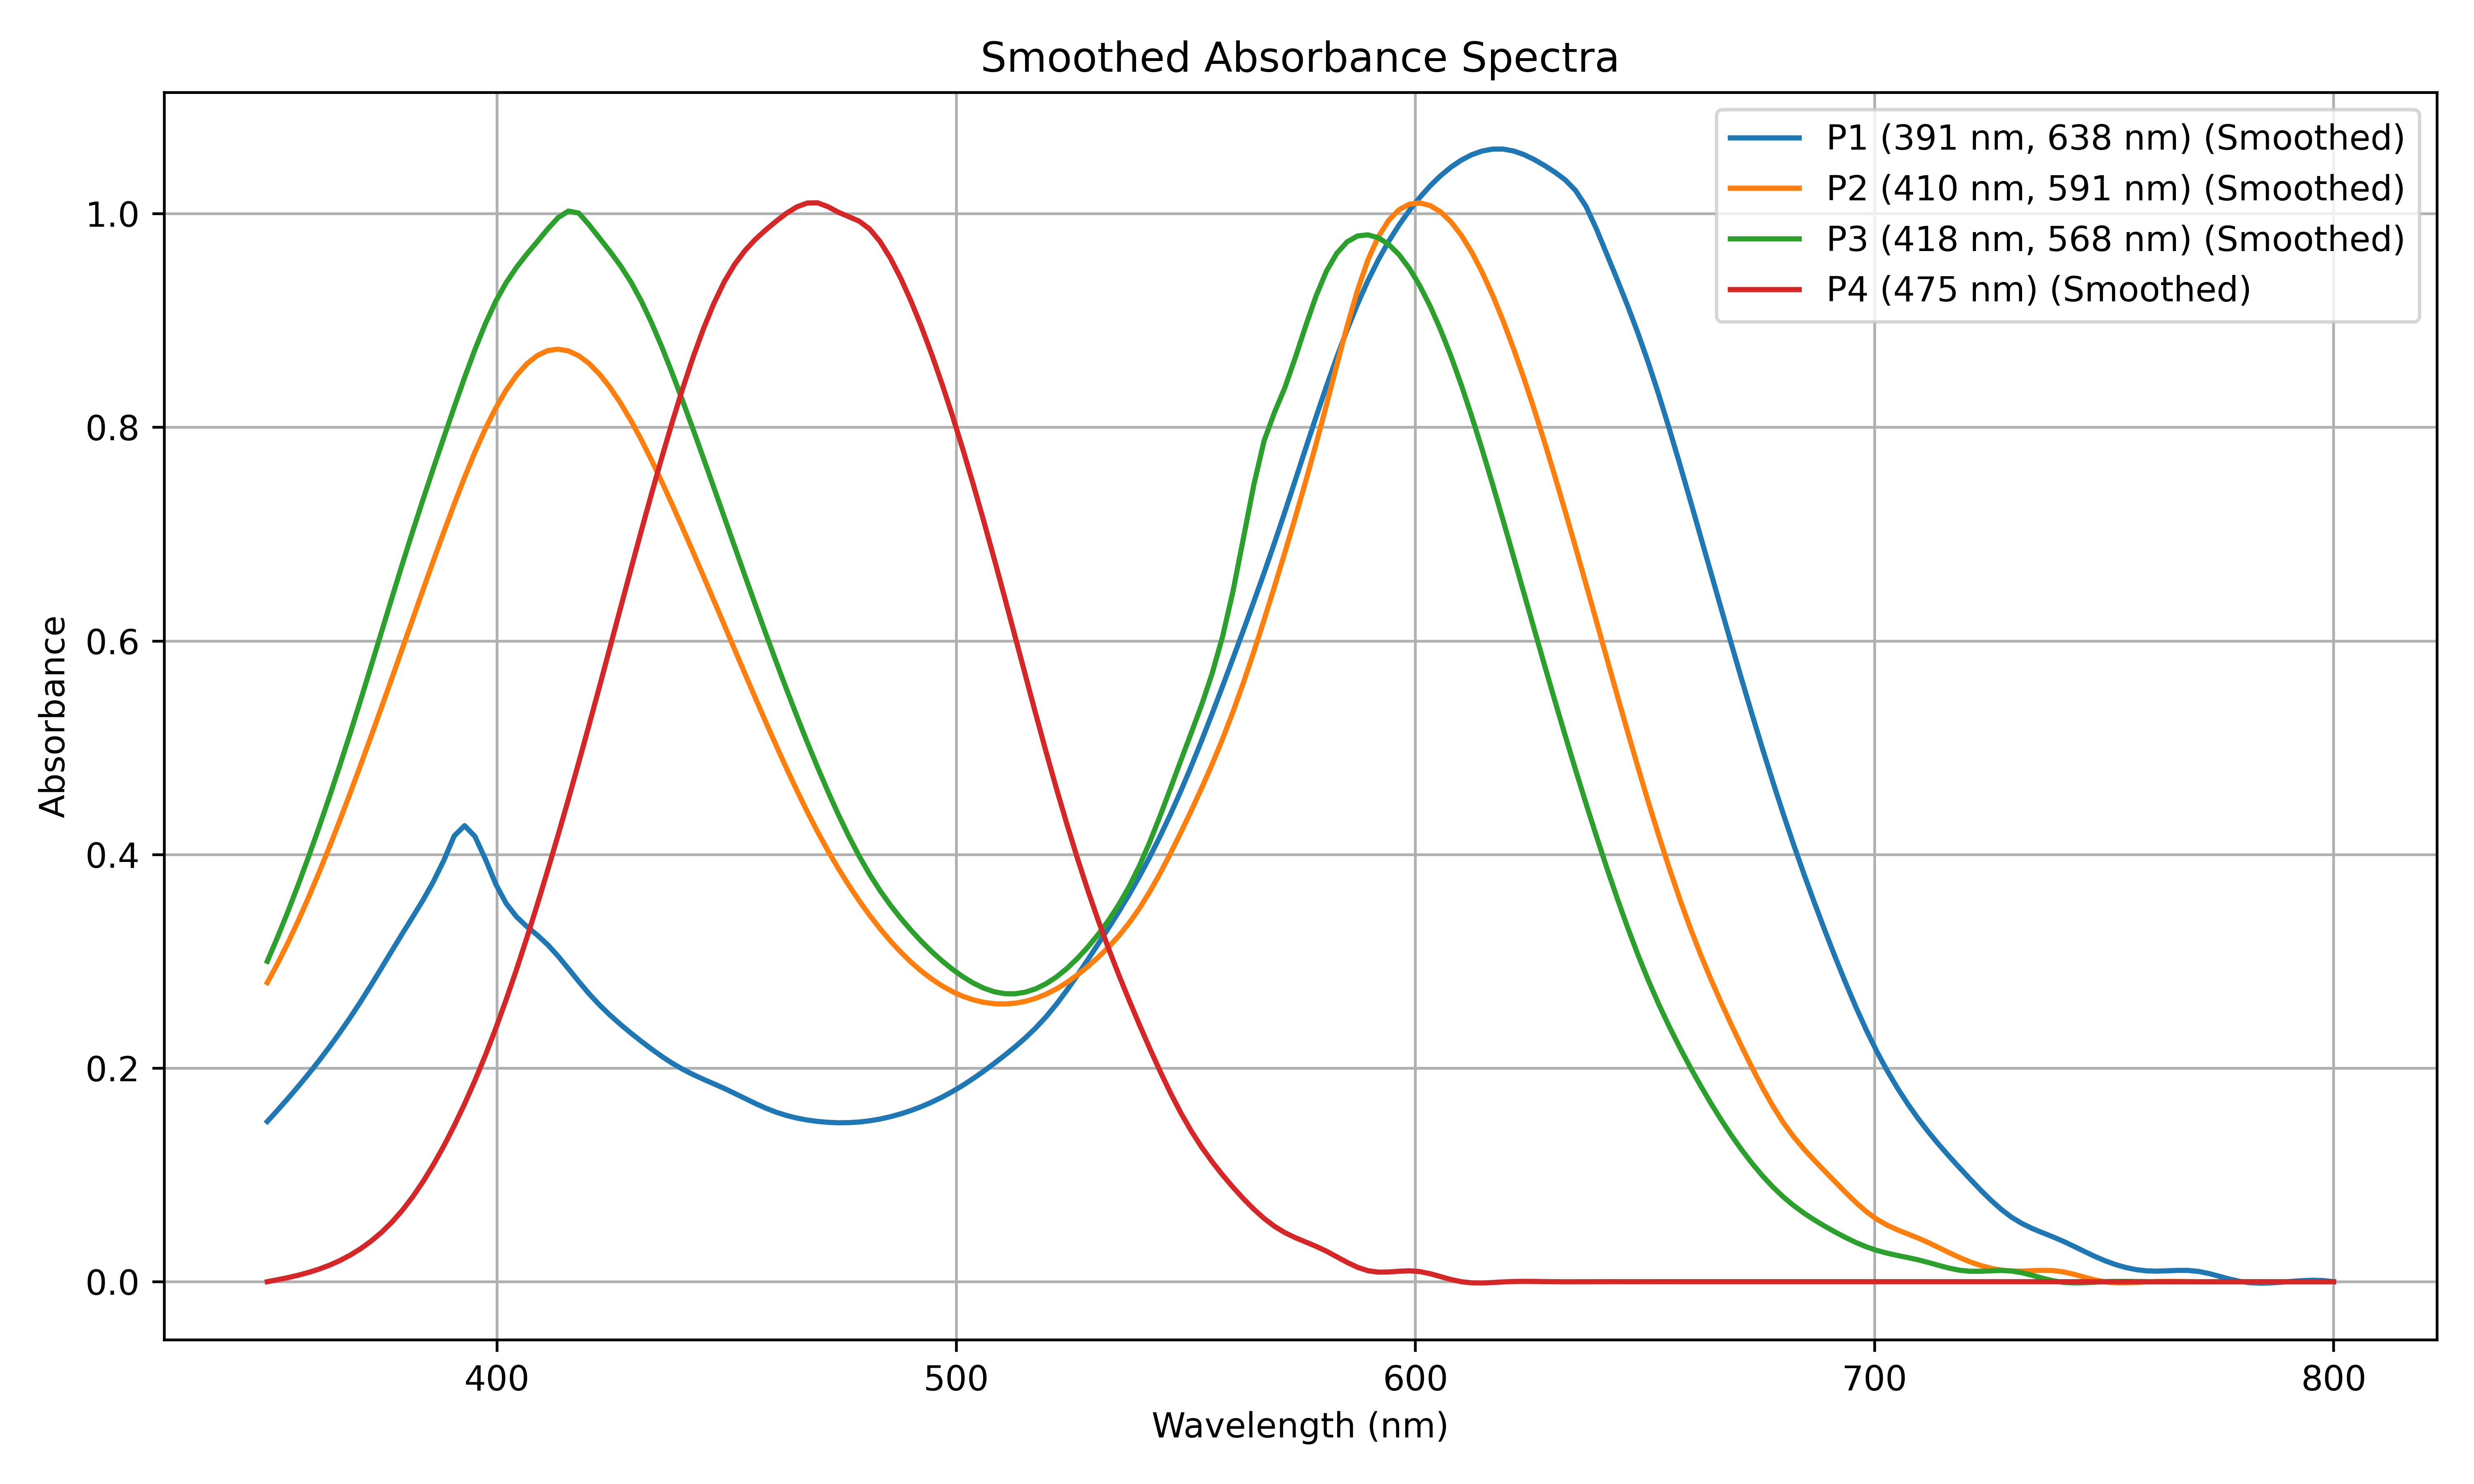 Smoothed Absorbance Spectra
P1 (391 nm, 638 nm) (Smoothed)
P2 (410 nm, 591 nm) (Smoothed)
P3 (418 nm, 568 nm) (Smoothed)
P4 (475 nm) (Smoothed)
Absorbance
1.0
0.8
0.6
0.4
0.2
0.0
400 500 600 700 800
Wavelength (nm)